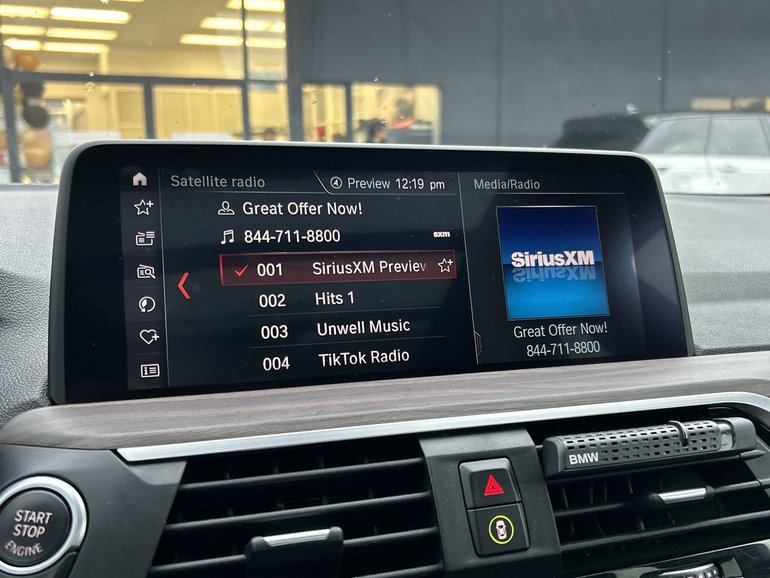 Satellite radio
Preview 12:19 pm
Media/Radio
Great Offer Now!
844-711-8800
sxm
001 SiriusXM Preview
002 Hits 1
003 Unwell Music
004 TikTok Radio
SiriusXM
Great Offer Now!
844-711-8800
BMW
START
STOP
ENGINE